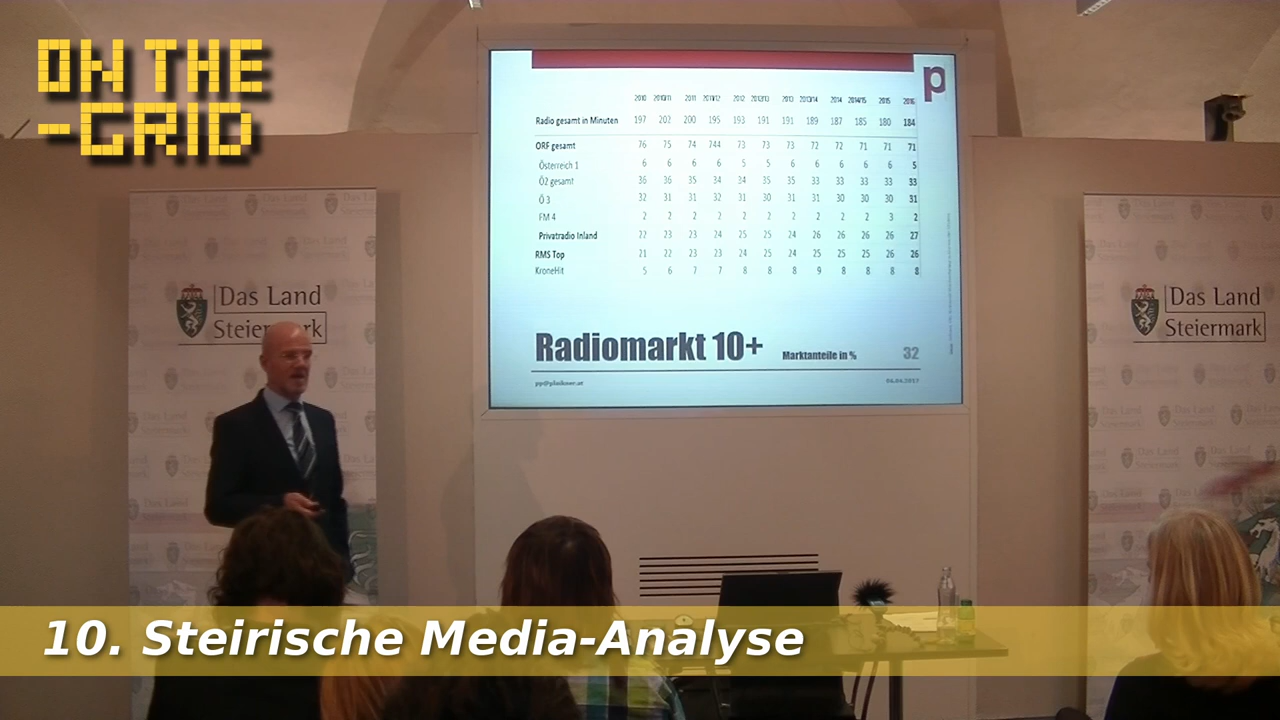 ON THE
-GRID
p
2010 2010/11 2011 2011/12 2012 2012/13 2013 2013/14 2014 2014/15 2015 2016
Radio gesamt in Minuten 197 202 200 195 193 191 191 189 187 185 180 184
ORF gesamt 76 75 74 744 73 73 73 72 72 71 71 71
Österreich 1 6 6 6 6 5 5 6 6 6 6 6 5
Ö2 gesamt 36 36 35 34 34 35 35 33 33 33 33 33
Ö 3 32 31 31 32 31 30 31 31 30 30 30 31
FM 4 2 2 2 2 2 2 2 2 2 2 3 2
Privatradio Inland 22 23 23 24 25 25 24 26 26 26 26 27
RMS Top 21 22 23 23 24 25 24 25 25 25 26 26
KroneHit 5 6 7 7 8 8 8 9 8 8 8 8
Radiomarkt 10+ Marktanteile in % 32
pp@plaikner.at 06.04.2017
Das Land
Steiermark
Das Land
Steiermark
10. Steirische Media-Analyse